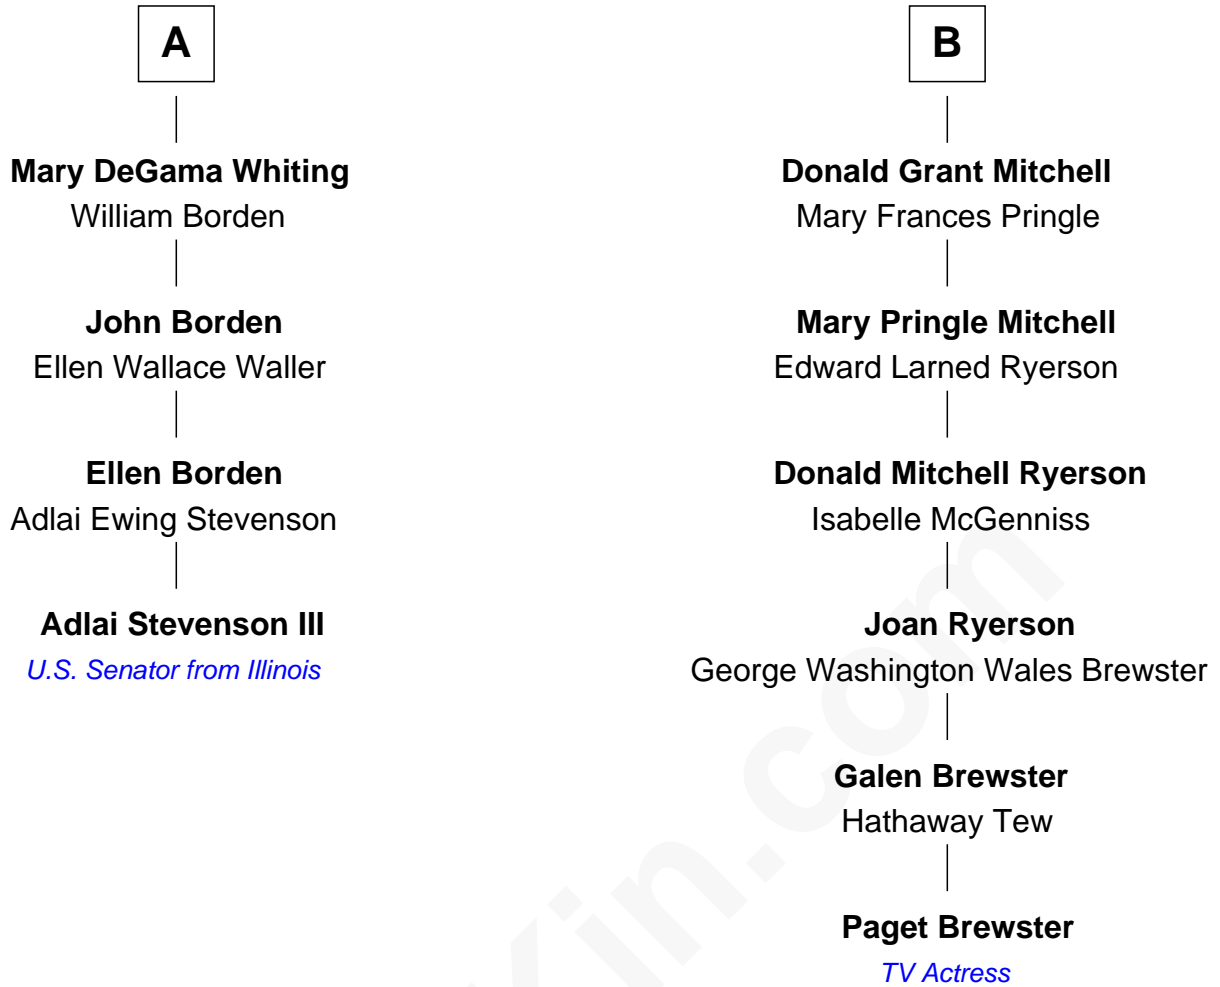 A
Mary DeGama Whiting
William Borden
John Borden
Ellen Wallace Waller
Ellen Borden
Adlai Ewing Stevenson
Adlai Stevenson III
U.S. Senator from Illinois
B
Donald Grant Mitchell
Mary Frances Pringle
Mary Pringle Mitchell
Edward Larned Ryerson
Donald Mitchell Ryerson
Isabelle McGenniss
Joan Ryerson
George Washington Wales Brewster
Galen Brewster
Hathaway Tew
Paget Brewster
TV Actress
Kin.com